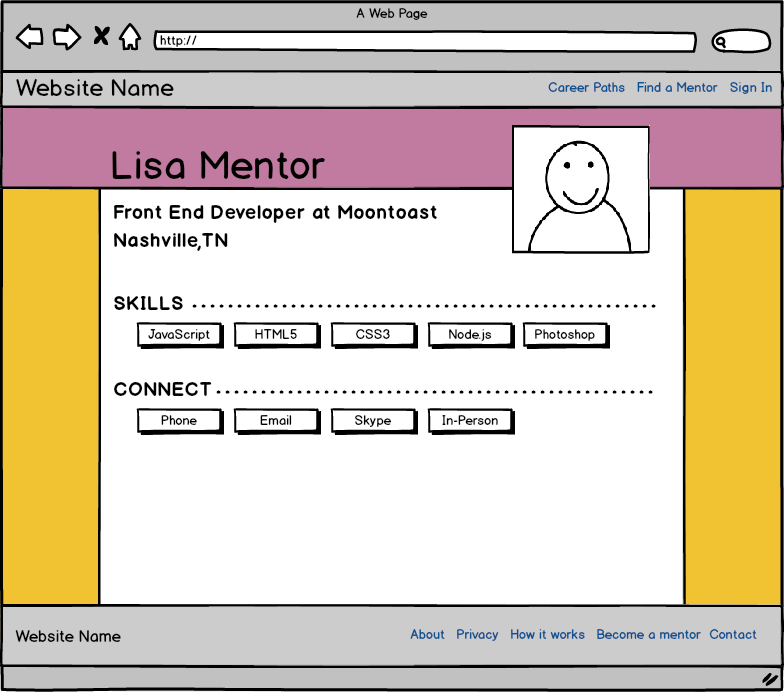 A Web Page
http://
Website Name Career Paths Find a Mentor Sign In
Lisa Mentor
Front End Developer at Moontoast
Nashville,TN
SKILLS
JavaScript HTML5 CSS3 Node.js Photoshop
CONNECT
Phone Email Skype In-Person
Website Name About Privacy How it works Become a mentor Contact